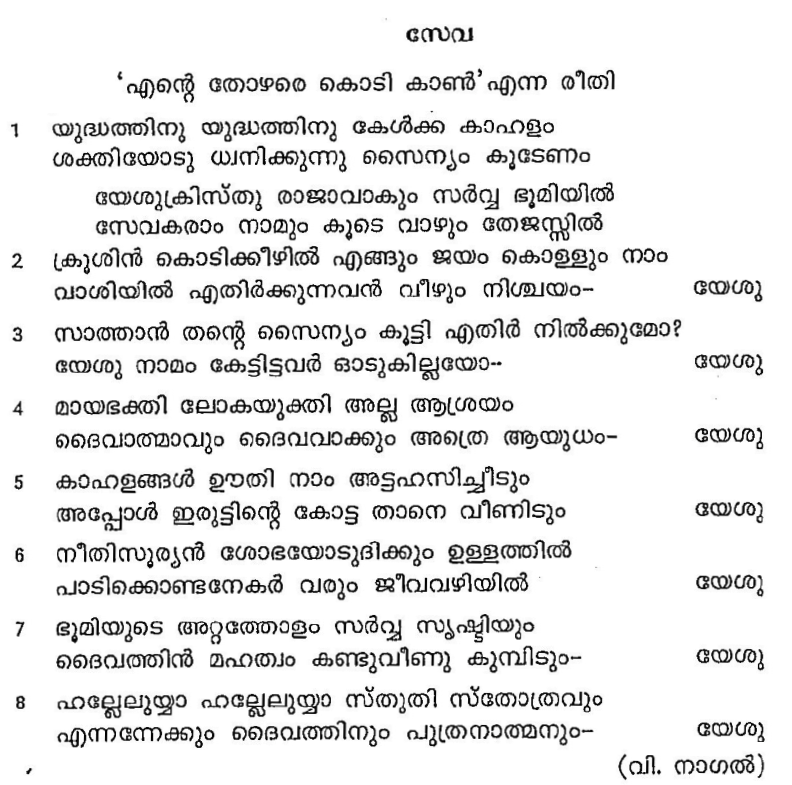 സേവ
‘എന്റെ തോഴരെ കൊടി കാൺ’ എന്ന രീതി
1 യുദ്ധത്തിനു യുദ്ധത്തിനു കേൾക്ക കാഹളം
ശക്തിയോടു ധ്വനിക്കുന്നു സൈന്യം കൂടേണം
യേശുക്രിസ്തു രാജാവാകും സർവ്വ ഭൂമിയിൽ
സേവകരാം നാമും കൂടെ വാഴും തേജസ്സിൽ
2 ക്രൂശിൻ കൊടിക്കീഴിൽ എങ്ങും ജയം കൊള്ളും നാം
വാശിയിൽ എതിർക്കുന്നവൻ വീഴും നിശ്ചയം– യേശു
3 സാത്താൻ തന്റെ സൈന്യം കൂട്ടി എതിർ നിൽക്കുമോ?
യേശു നാമം കേട്ടിട്ടവർ ഓടുകില്ലയോ-- യേശു
4 മായഭക്തി ലോകയുക്തി അല്ല ആശ്രയം
ദൈവാത്മാവും ദൈവവാക്കും അത്രെ ആയുധം– യേശു
5 കാഹളങ്ങൾ ഊതി നാം അട്ടഹസിച്ചീടും
അപ്പോൾ ഇരുട്ടിന്റെ കോട്ട താനെ വീണിടും യേശു
6 നീതിസൂര്യൻ ശോഭയോടുദിക്കും ഉള്ളത്തിൽ
പാടിക്കൊണ്ടനേകർ വരും ജീവവഴിയിൽ യേശു
7 ഭൂമിയുടെ അറ്റത്തോളം സർവ്വ സൃഷ്ടിയും
ദൈവത്തിൻ മഹത്വം കണ്ടുവീണു കുമ്പിടും– യേശു
8 ഹല്ലേലുയ്യാ ഹല്ലേലുയ്യാ സ്തുതി സ്തോത്രവും
എന്നന്നേക്കും ദൈവത്തിനും പുത്രനാത്മനും– യേശു
(വി. നാഗൽ)